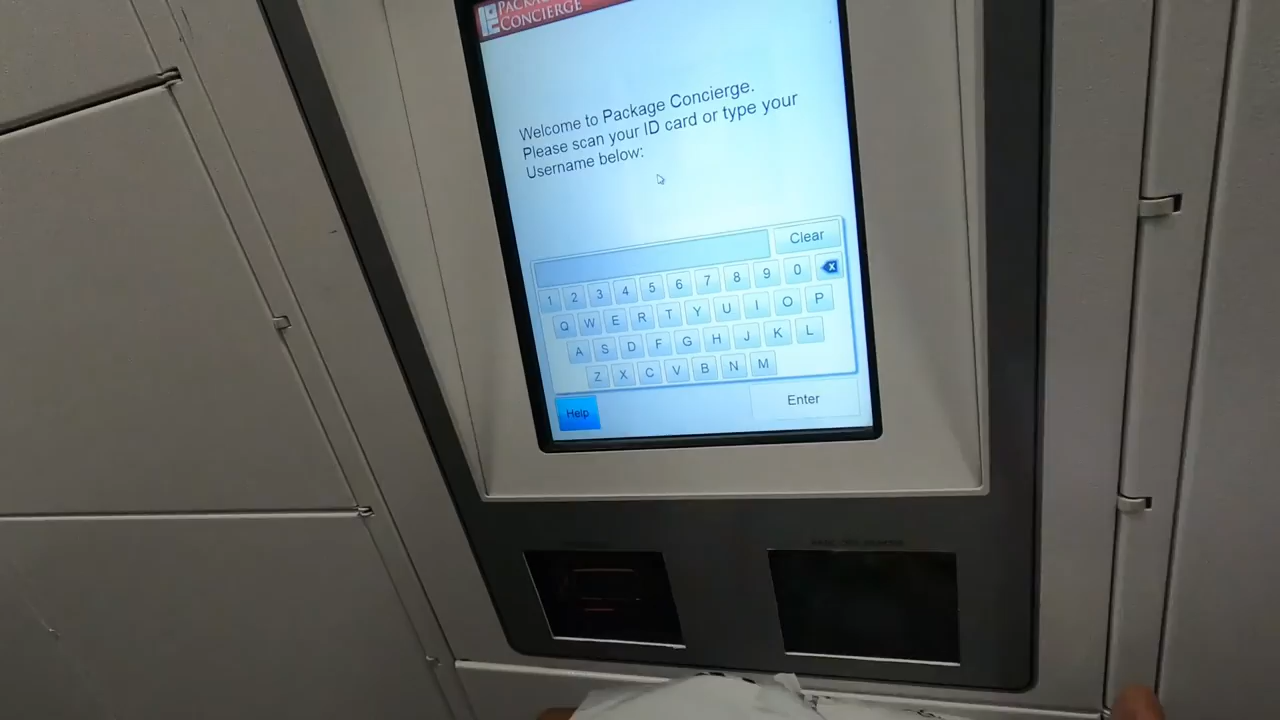 PACKAGE
CONCIERGE
Welcome to Package Concierge.
Please scan your ID card or type your
Username below:
Clear
1 2 3 4 5 6 7 8 9 0
Q W E R T Y U I O P
A S D F G H J K L
Z X C V B N M
Help
Enter